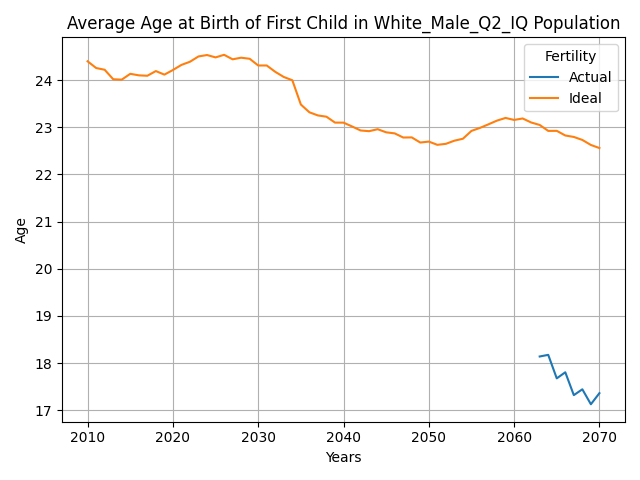 Average Age at Birth of First Child in White_Male_Q2_IQ Population
Fertility
Actual
Ideal
Age
24
23
22
21
20
19
18
17
2010 2020 2030 2040 2050 2060 2070
Years